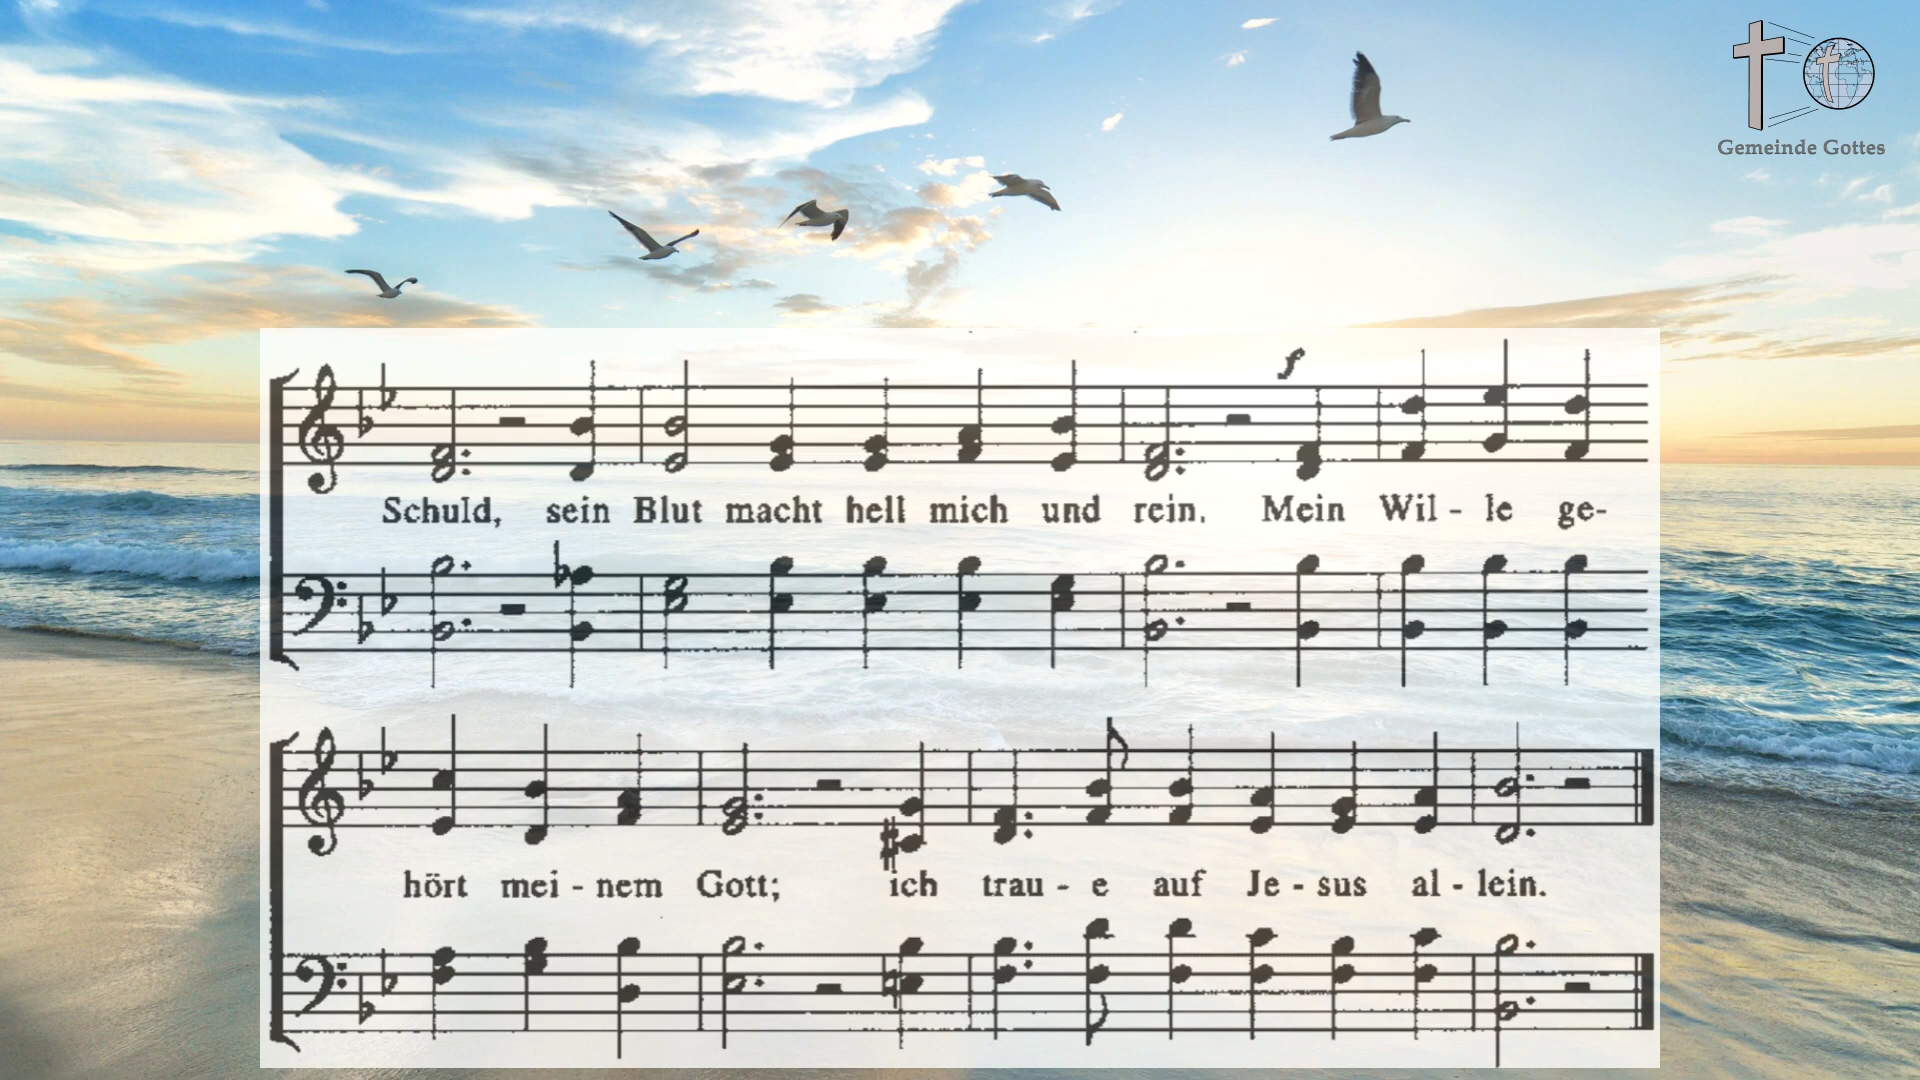 Gemeinde Gottes
f
Schuld, sein Blut macht hell mich und rein. Mein Wil - le ge-
hört mei - nem Gott; ich trau - e auf Je - sus al - lein.